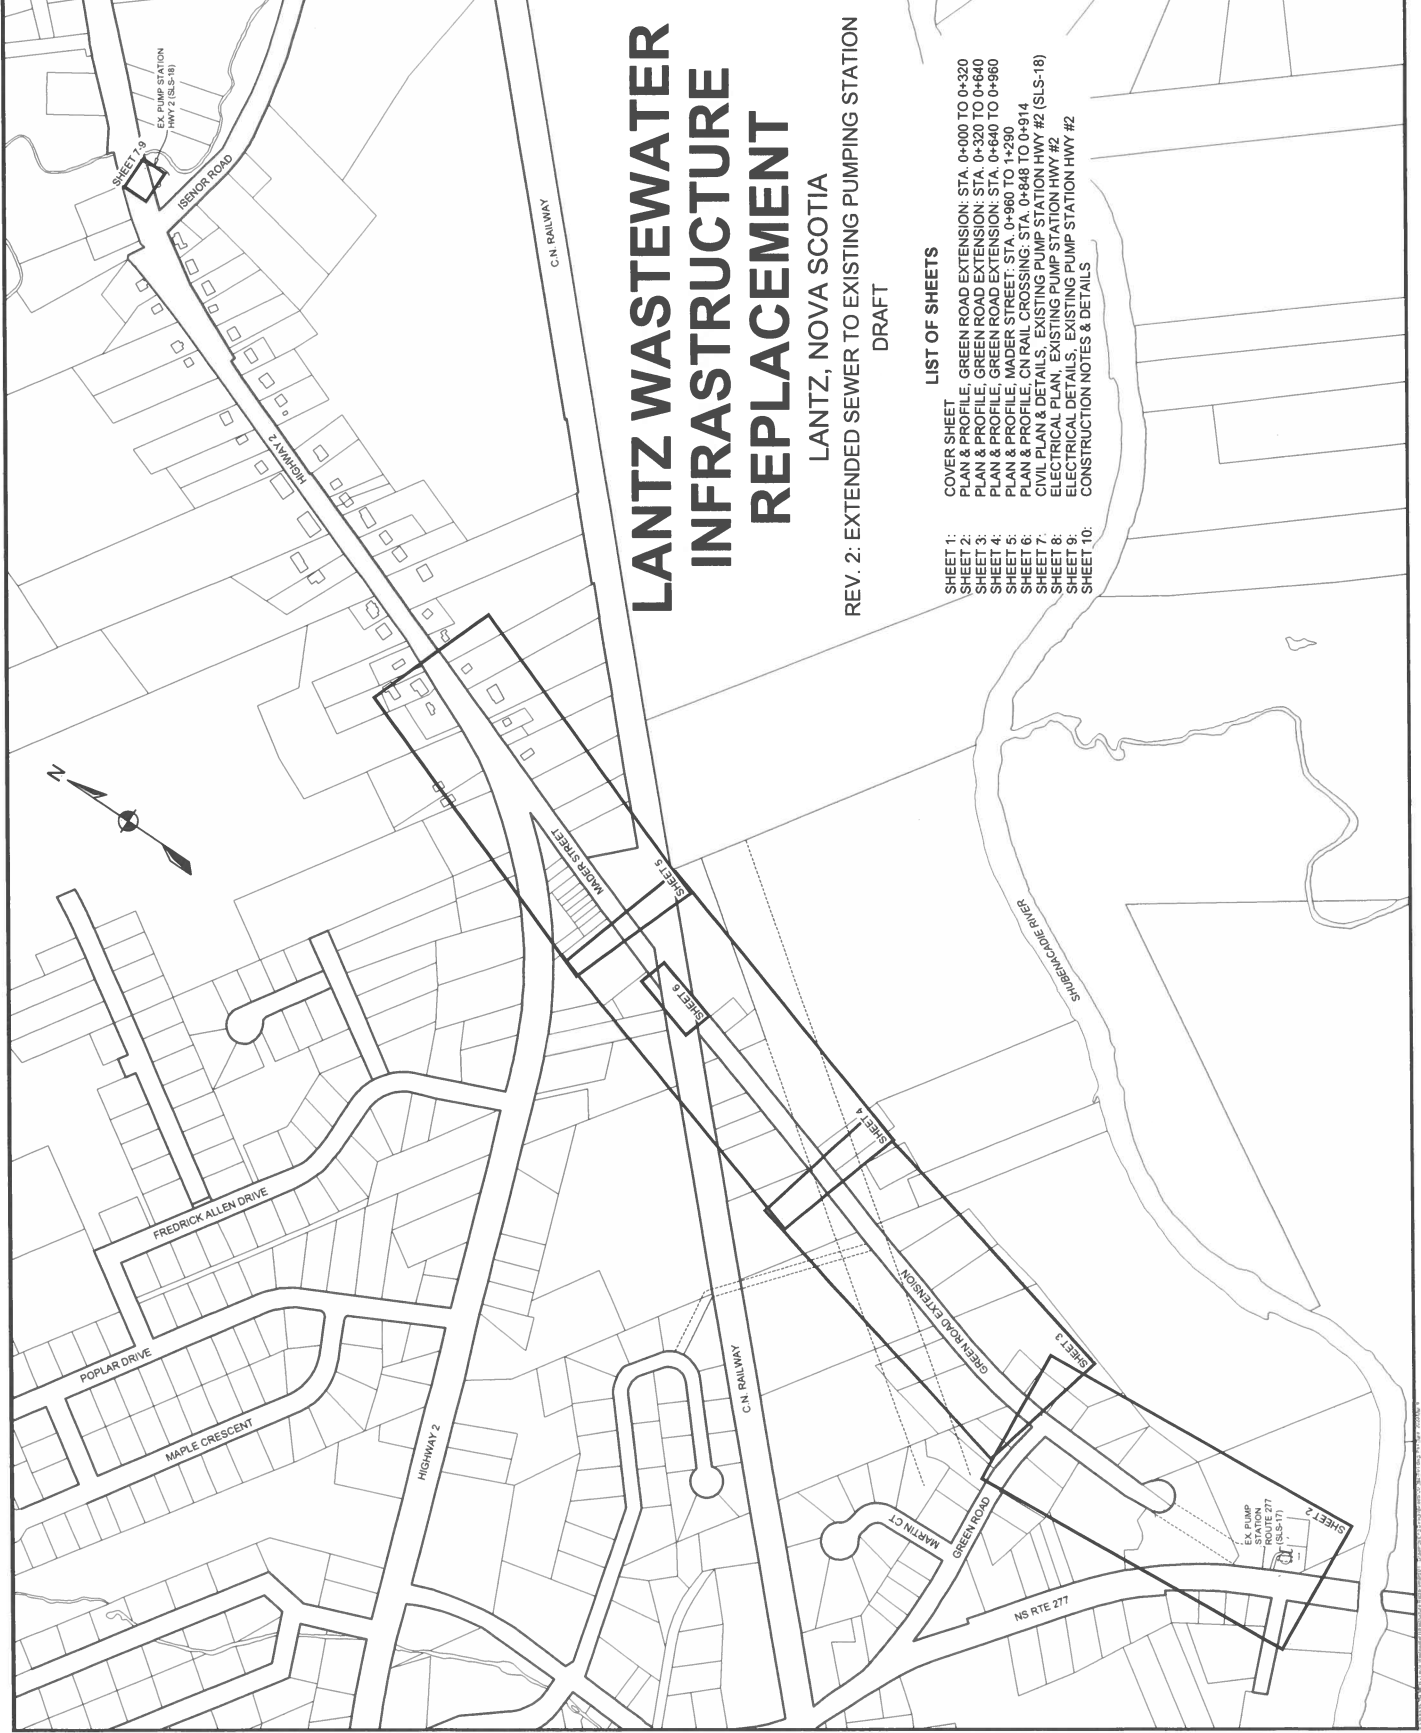 LANTZ WASTEWATER
INFRASTRUCTURE
REPLACEMENT
LANTZ, NOVA SCOTIA
REV. 2: EXTENDED SEWER TO EXISTING PUMPING STATION
DRAFT
LIST OF SHEETS
SHEET 1: COVER SHEET
SHEET 2: PLAN & PROFILE, GREEN ROAD EXTENSION: STA. 0+000 TO 0+320
SHEET 3: PLAN & PROFILE, GREEN ROAD EXTENSION: STA. 0+320 TO 0+640
SHEET 4: PLAN & PROFILE, GREEN ROAD EXTENSION: STA. 0+640 TO 0+960
SHEET 5: PLAN & PROFILE, MADER STREET: STA. 0+960 TO 1+290
SHEET 6: PLAN & PROFILE, CN RAIL CROSSING: STA. 0+848 TO 0+914
SHEET 7: CIVIL PLAN & DETAILS, EXISTING PUMP STATION HWY #2 (SLS-18)
SHEET 8: ELECTRICAL PLAN, EXISTING PUMP STATION HWY #2
SHEET 9: ELECTRICAL DETAILS, EXISTING PUMP STATION HWY #2
SHEET 10: CONSTRUCTION NOTES & DETAILS
EX. PUMP STATION
HWY 2 (SLS-18)
SHEET 7-9
ISENOR ROAD
C.N. RAILWAY
HIGHWAY 2
N
MADER STREET
SHEET 5
SHEET 6
SHUBENACADIE RIVER
SHEET 4
FREDRICK ALLEN DRIVE
POPLAR DRIVE
MAPLE CRESCENT
HIGHWAY 2
C.N. RAILWAY
GREEN ROAD EXTENSION
SHEET 3
MARTIN CT
GREEN ROAD
NS RTE 277
EX. PUMP
STATION
ROUTE 277
(SLS-17)
SHEET 2